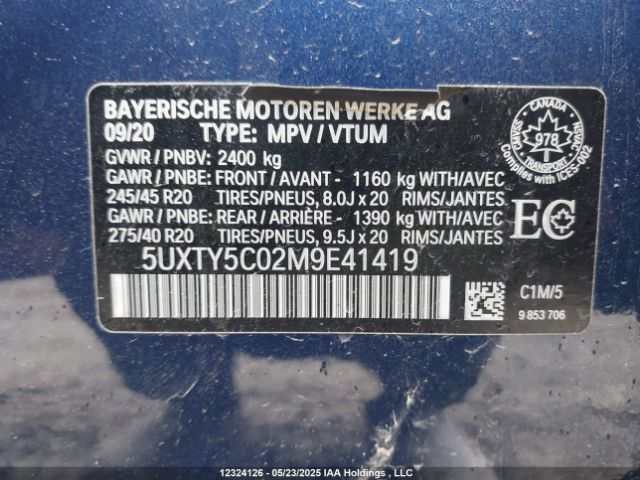 BAYERISCHE MOTOREN WERKE AG
09/20 TYPE: MPV / VTUM
GVWR / PNBV: 2400 kg
GAWR / PNBE: FRONT / AVANT - 1160 kg WITH/AVEC
245/45 R20 TIRES/PNEUS, 8.0J x 20 RIMS/JANTES
GAWR / PNBE: REAR / ARRIÈRE - 1390 kg WITH/AVEC
275/40 R20 TIRES/PNEUS, 9.5J x 20 RIMS/JANTES
5UXTY5C02M9E41419
CANADA
978
TRANSPORT
Complies with ICES-002
EC
C1M/5
9 853 706
12324126 - 05/23/2025 IAA Holdings, LLC